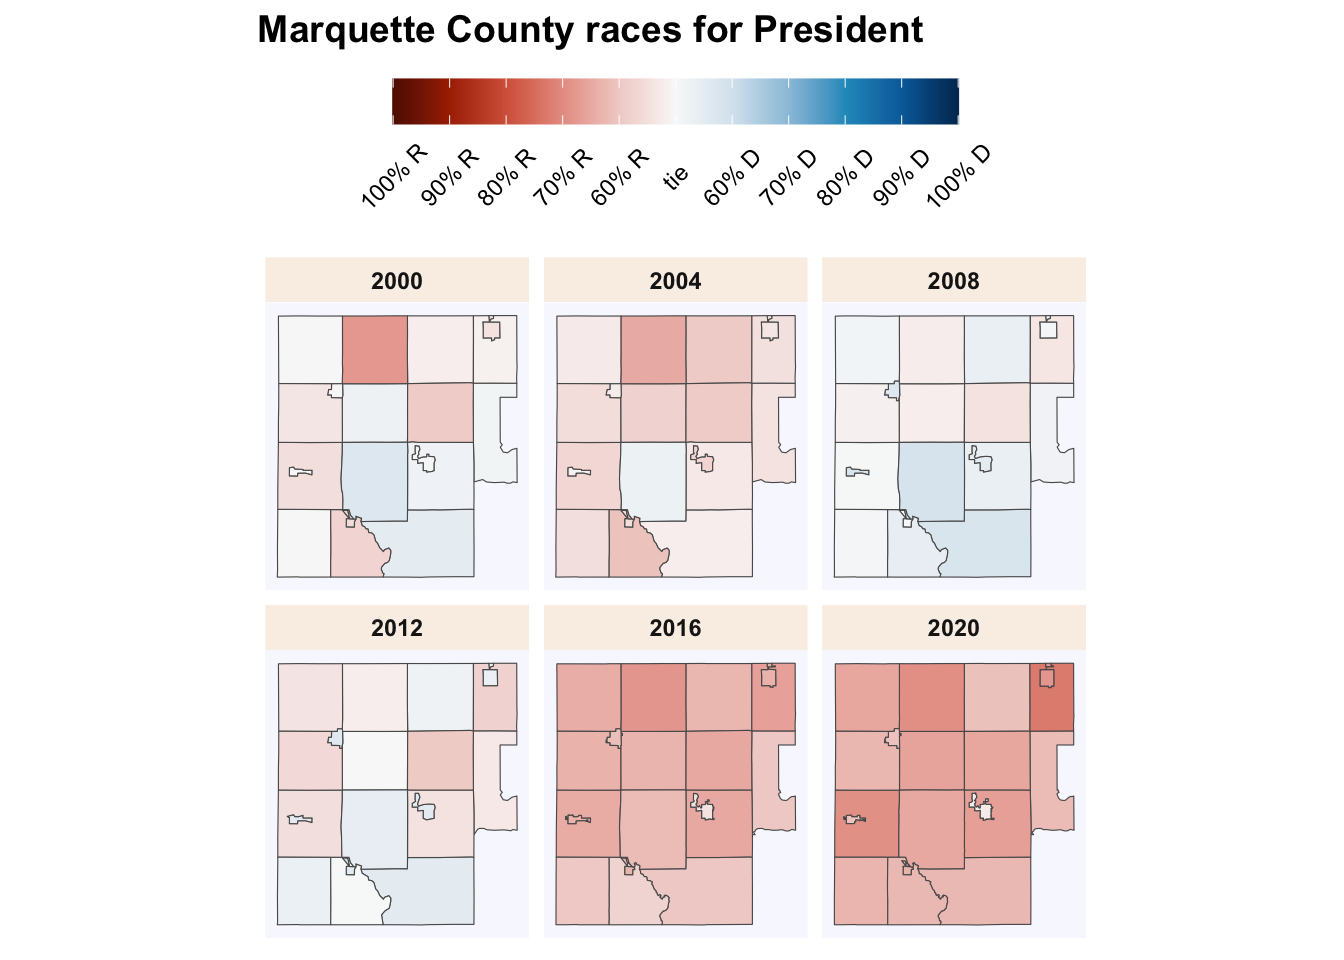 Marquette County races for President
100% R 90% R 80% R 70% R 60% R tie 60% D 70% D 80% D 90% D 100% D
2000 2004 2008
2012 2016 2020